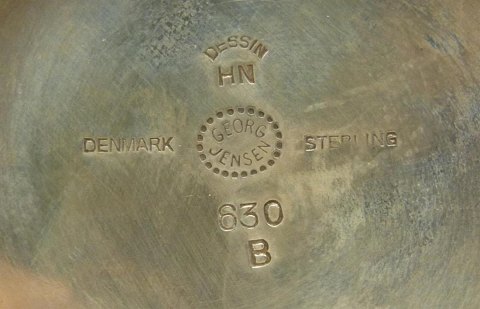 DESSIN
HN
DENMARK
GEORG
JENSEN
STERLING
630
B